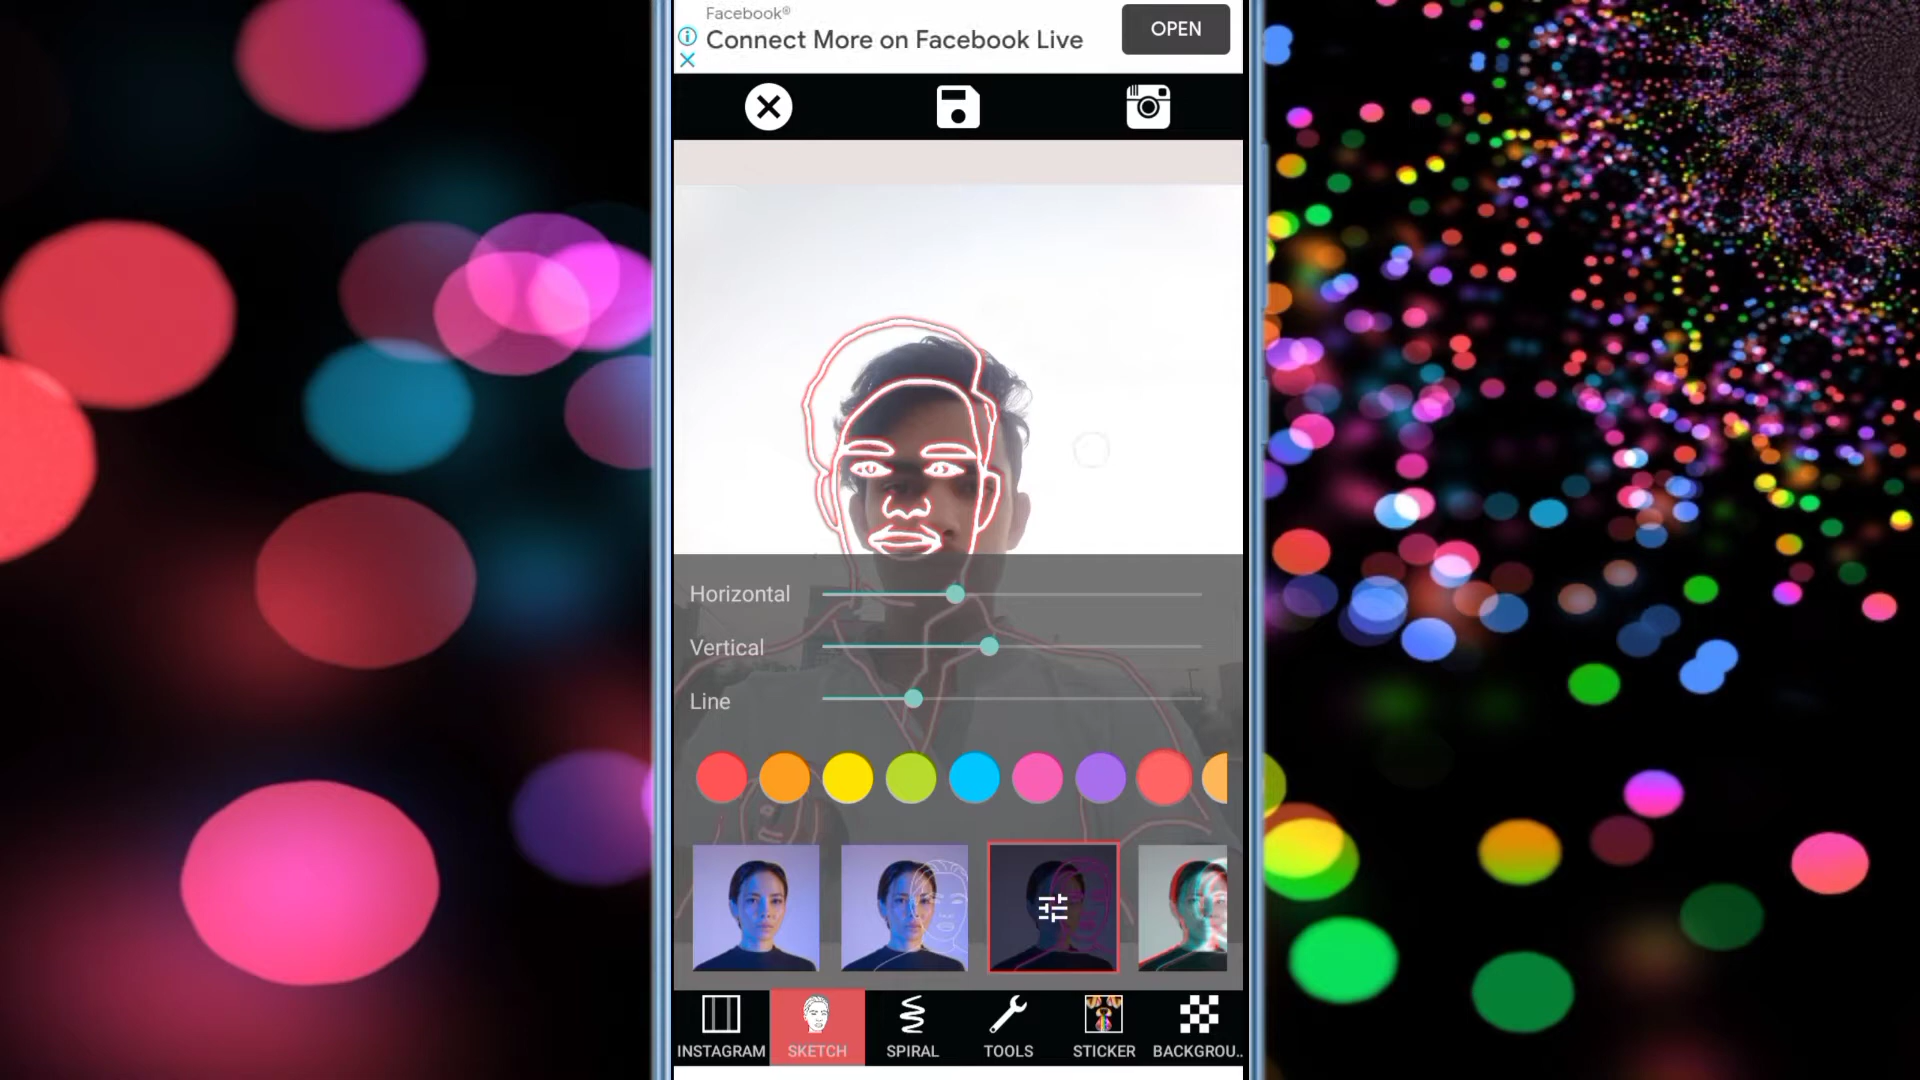 Facebook®
Connect More on Facebook Live
OPEN
Horizontal
Vertical
Line
INSTAGRAM
SKETCH
SPIRAL
TOOLS
STICKER
BACKGROU..